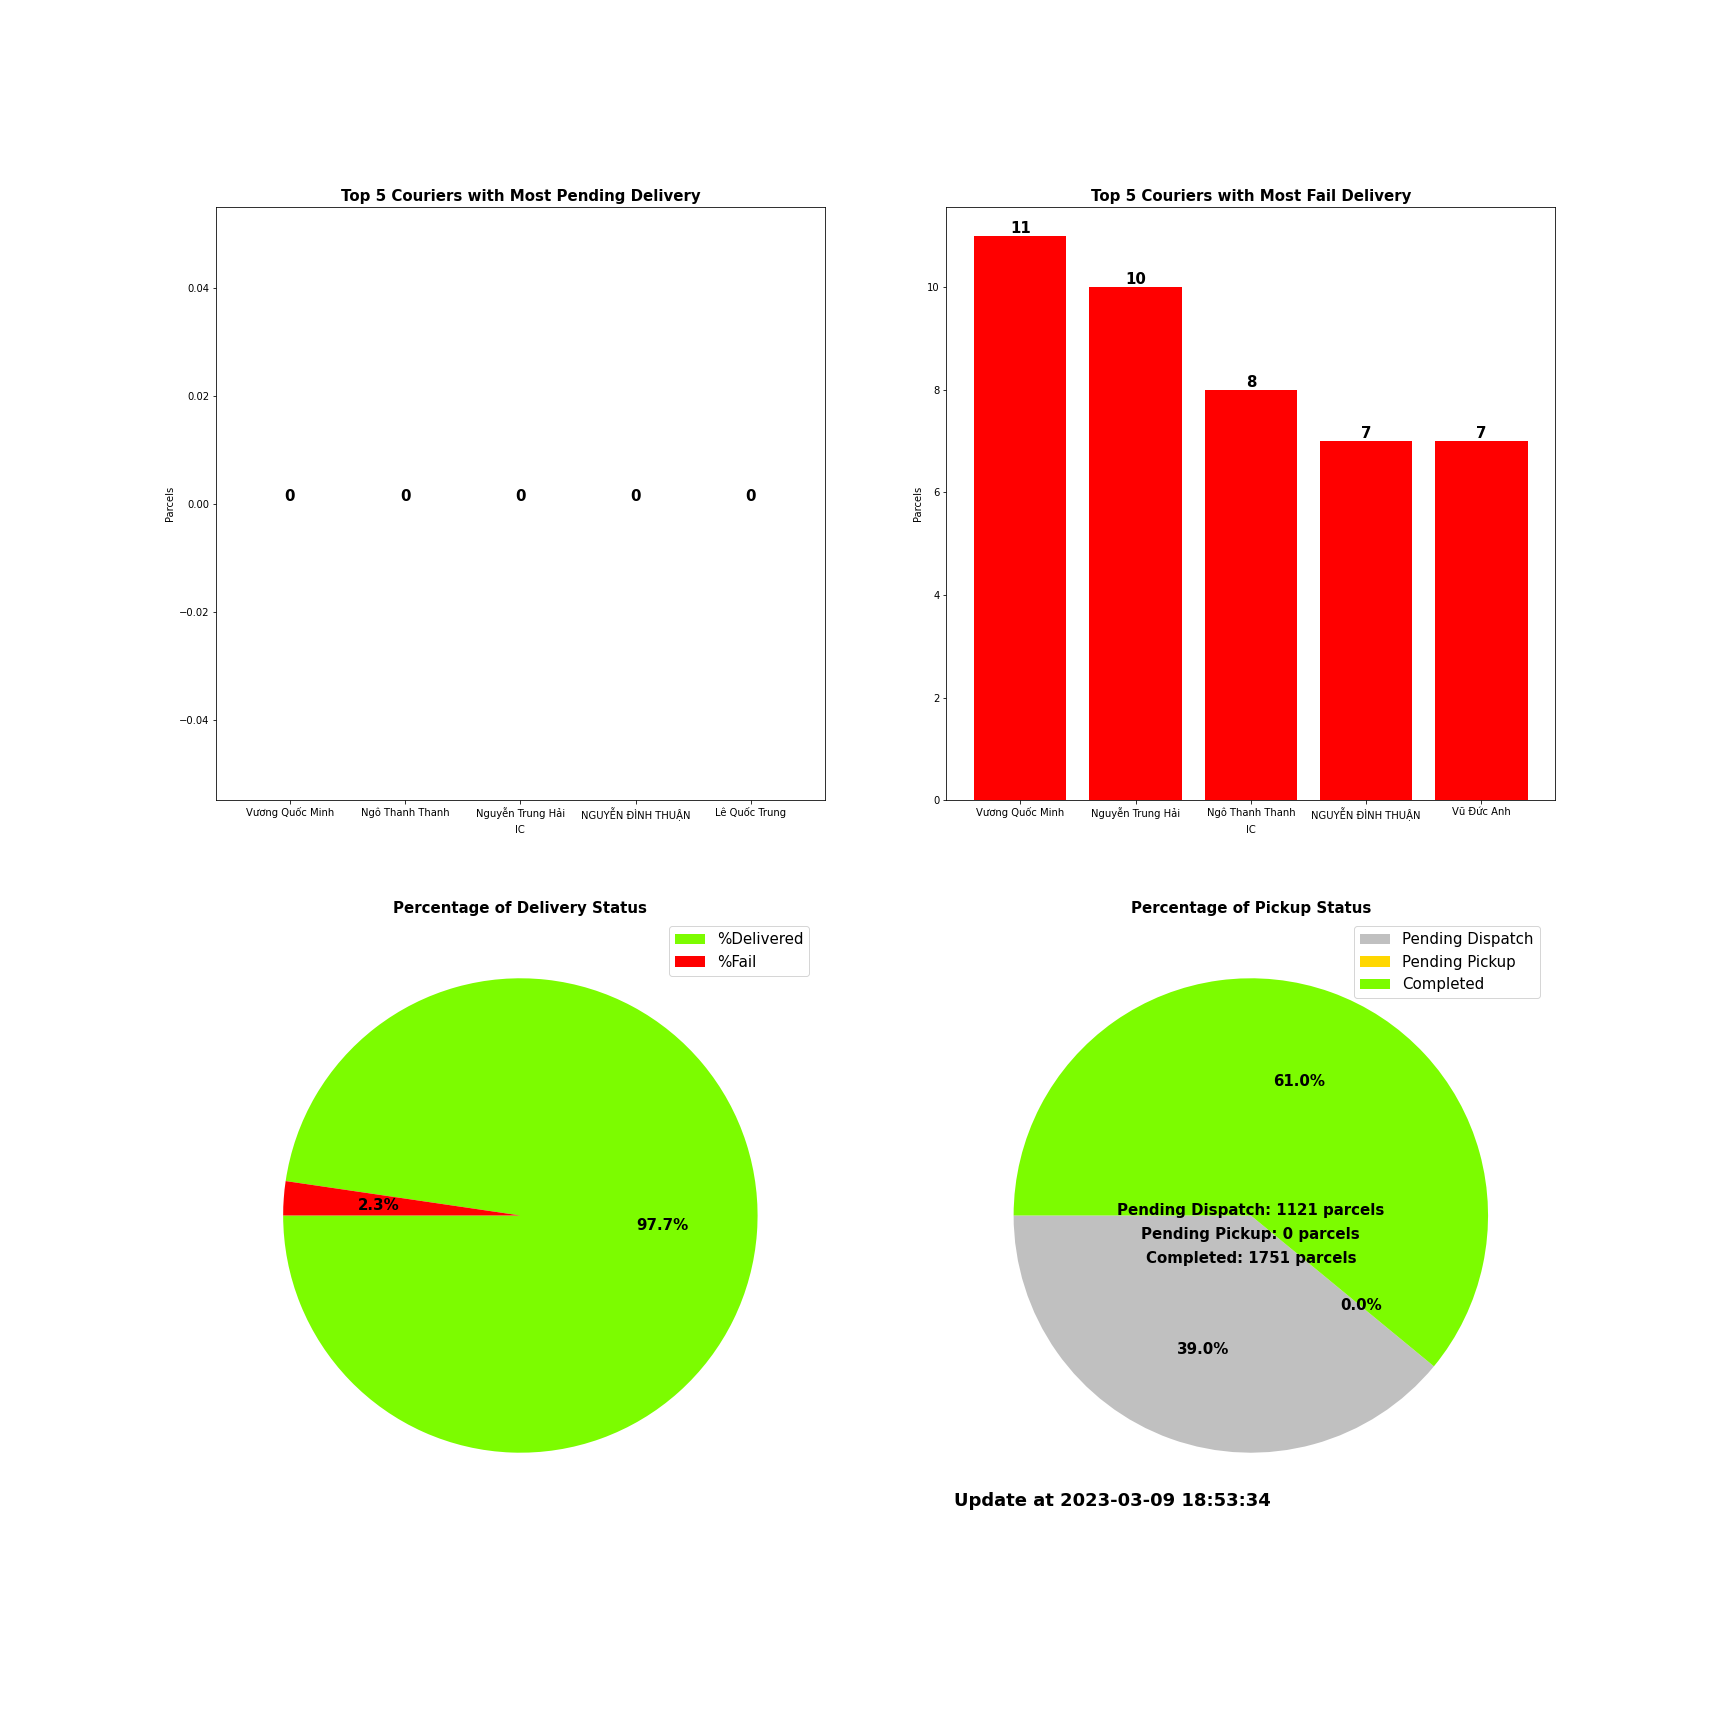 Top 5 Couriers with Most Pending Delivery
Parcels
0.04
0.02
0.00
−0.02
−0.04
0
0
0
0
0
Vương Quốc Minh
Ngô Thanh Thanh
Nguyễn Trung Hải
NGUYỄN ĐÌNH THUẬN
Lê Quốc Trung
IC
Top 5 Couriers with Most Fail Delivery
Parcels
10
8
6
4
2
0
11
10
8
7
7
Vương Quốc Minh
Nguyễn Trung Hải
Ngô Thanh Thanh
NGUYỄN ĐÌNH THUẬN
Vũ Đức Anh
IC
Percentage of Delivery Status
%Delivered
%Fail
2.3%
97.7%
Percentage of Pickup Status
Pending Dispatch
Pending Pickup
Completed
61.0%
Pending Dispatch: 1121 parcels
Pending Pickup: 0 parcels
Completed: 1751 parcels
0.0%
39.0%
Update at 2023-03-09 18:53:34